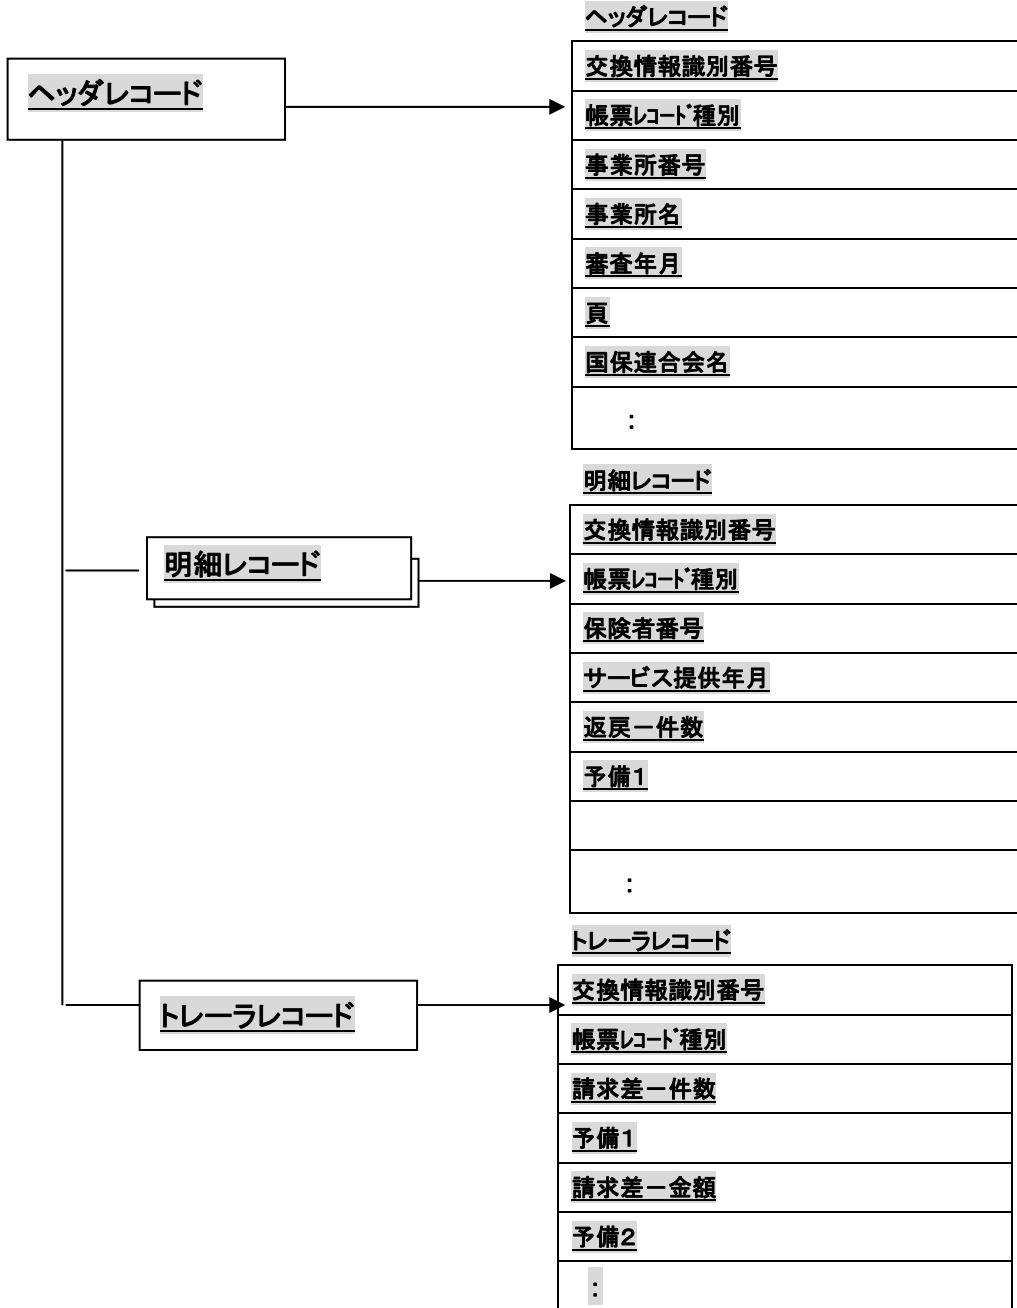 ヘッダレコード
ヘッダレコード
交換情報識別番号
帳票ﾚｺｰﾄﾞ種別
事業所番号
事業所名
審査年月
頁
国保連合会名
：
明細レコード
明細レコード
交換情報識別番号
帳票ﾚｺｰﾄﾞ種別
保険者番号
サービス提供年月
返戻－件数
予備１
：
トレーラレコード
トレーラレコード
交換情報識別番号
帳票ﾚｺｰﾄﾞ種別
請求差－件数
予備１
請求差－金額
予備２
：